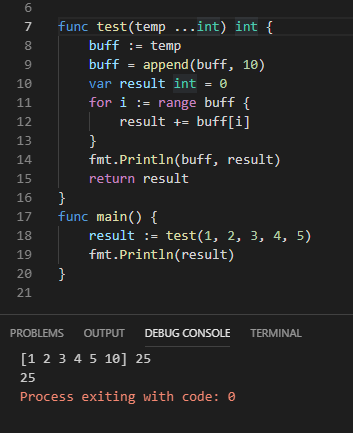 6
7 func test(temp ...int) int {
8 buff := temp
9 buff = append(buff, 10)
10 var result int = 0
11 for i := range buff {
12 result += buff[i]
13 }
14 fmt.Println(buff, result)
15 return result
16 }
17 func main() {
18 result := test(1, 2, 3, 4, 5)
19 fmt.Println(result)
20 }
21
PROBLEMS OUTPUT DEBUG CONSOLE TERMINAL
[1 2 3 4 5 10] 25
25
Process exiting with code: 0